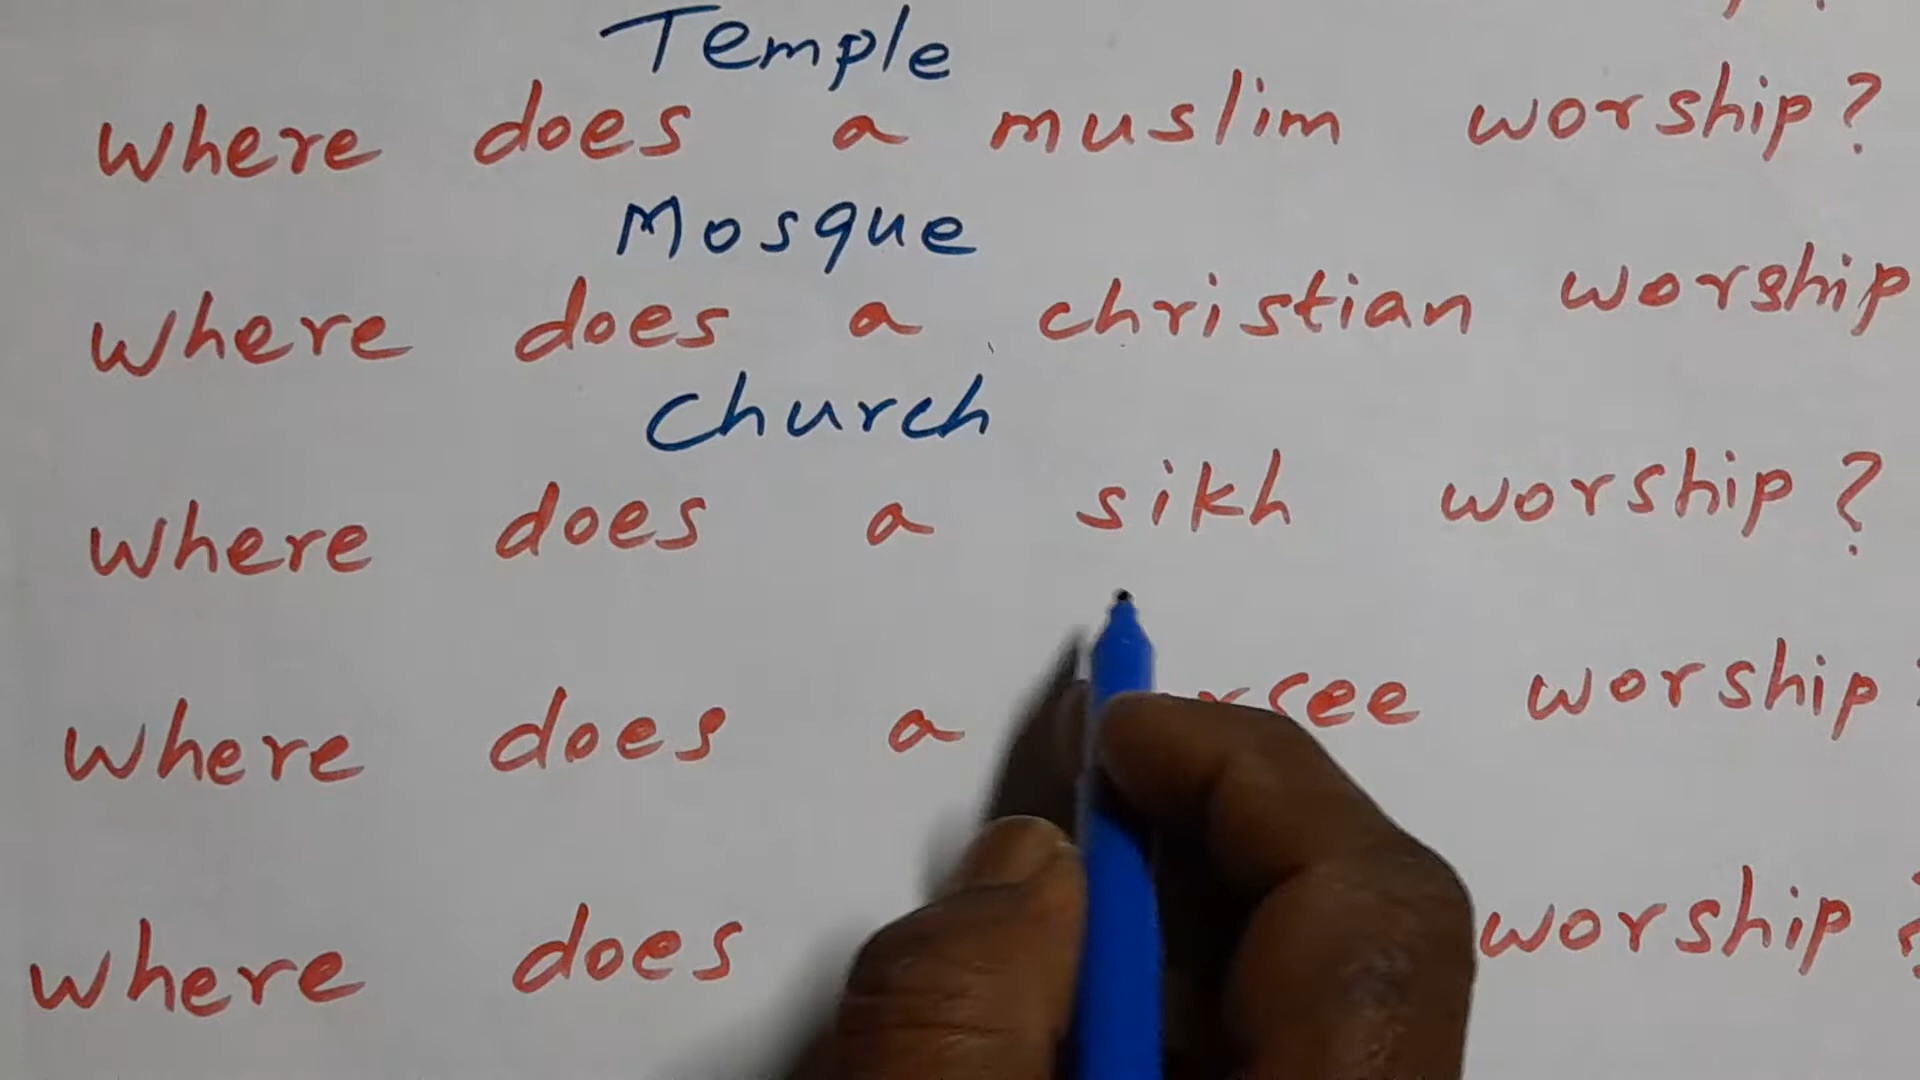 Temple
where does a muslim worship?
Mosque
where does a christian worship
church
where does a sikh worship?
where does a worship
where does worship